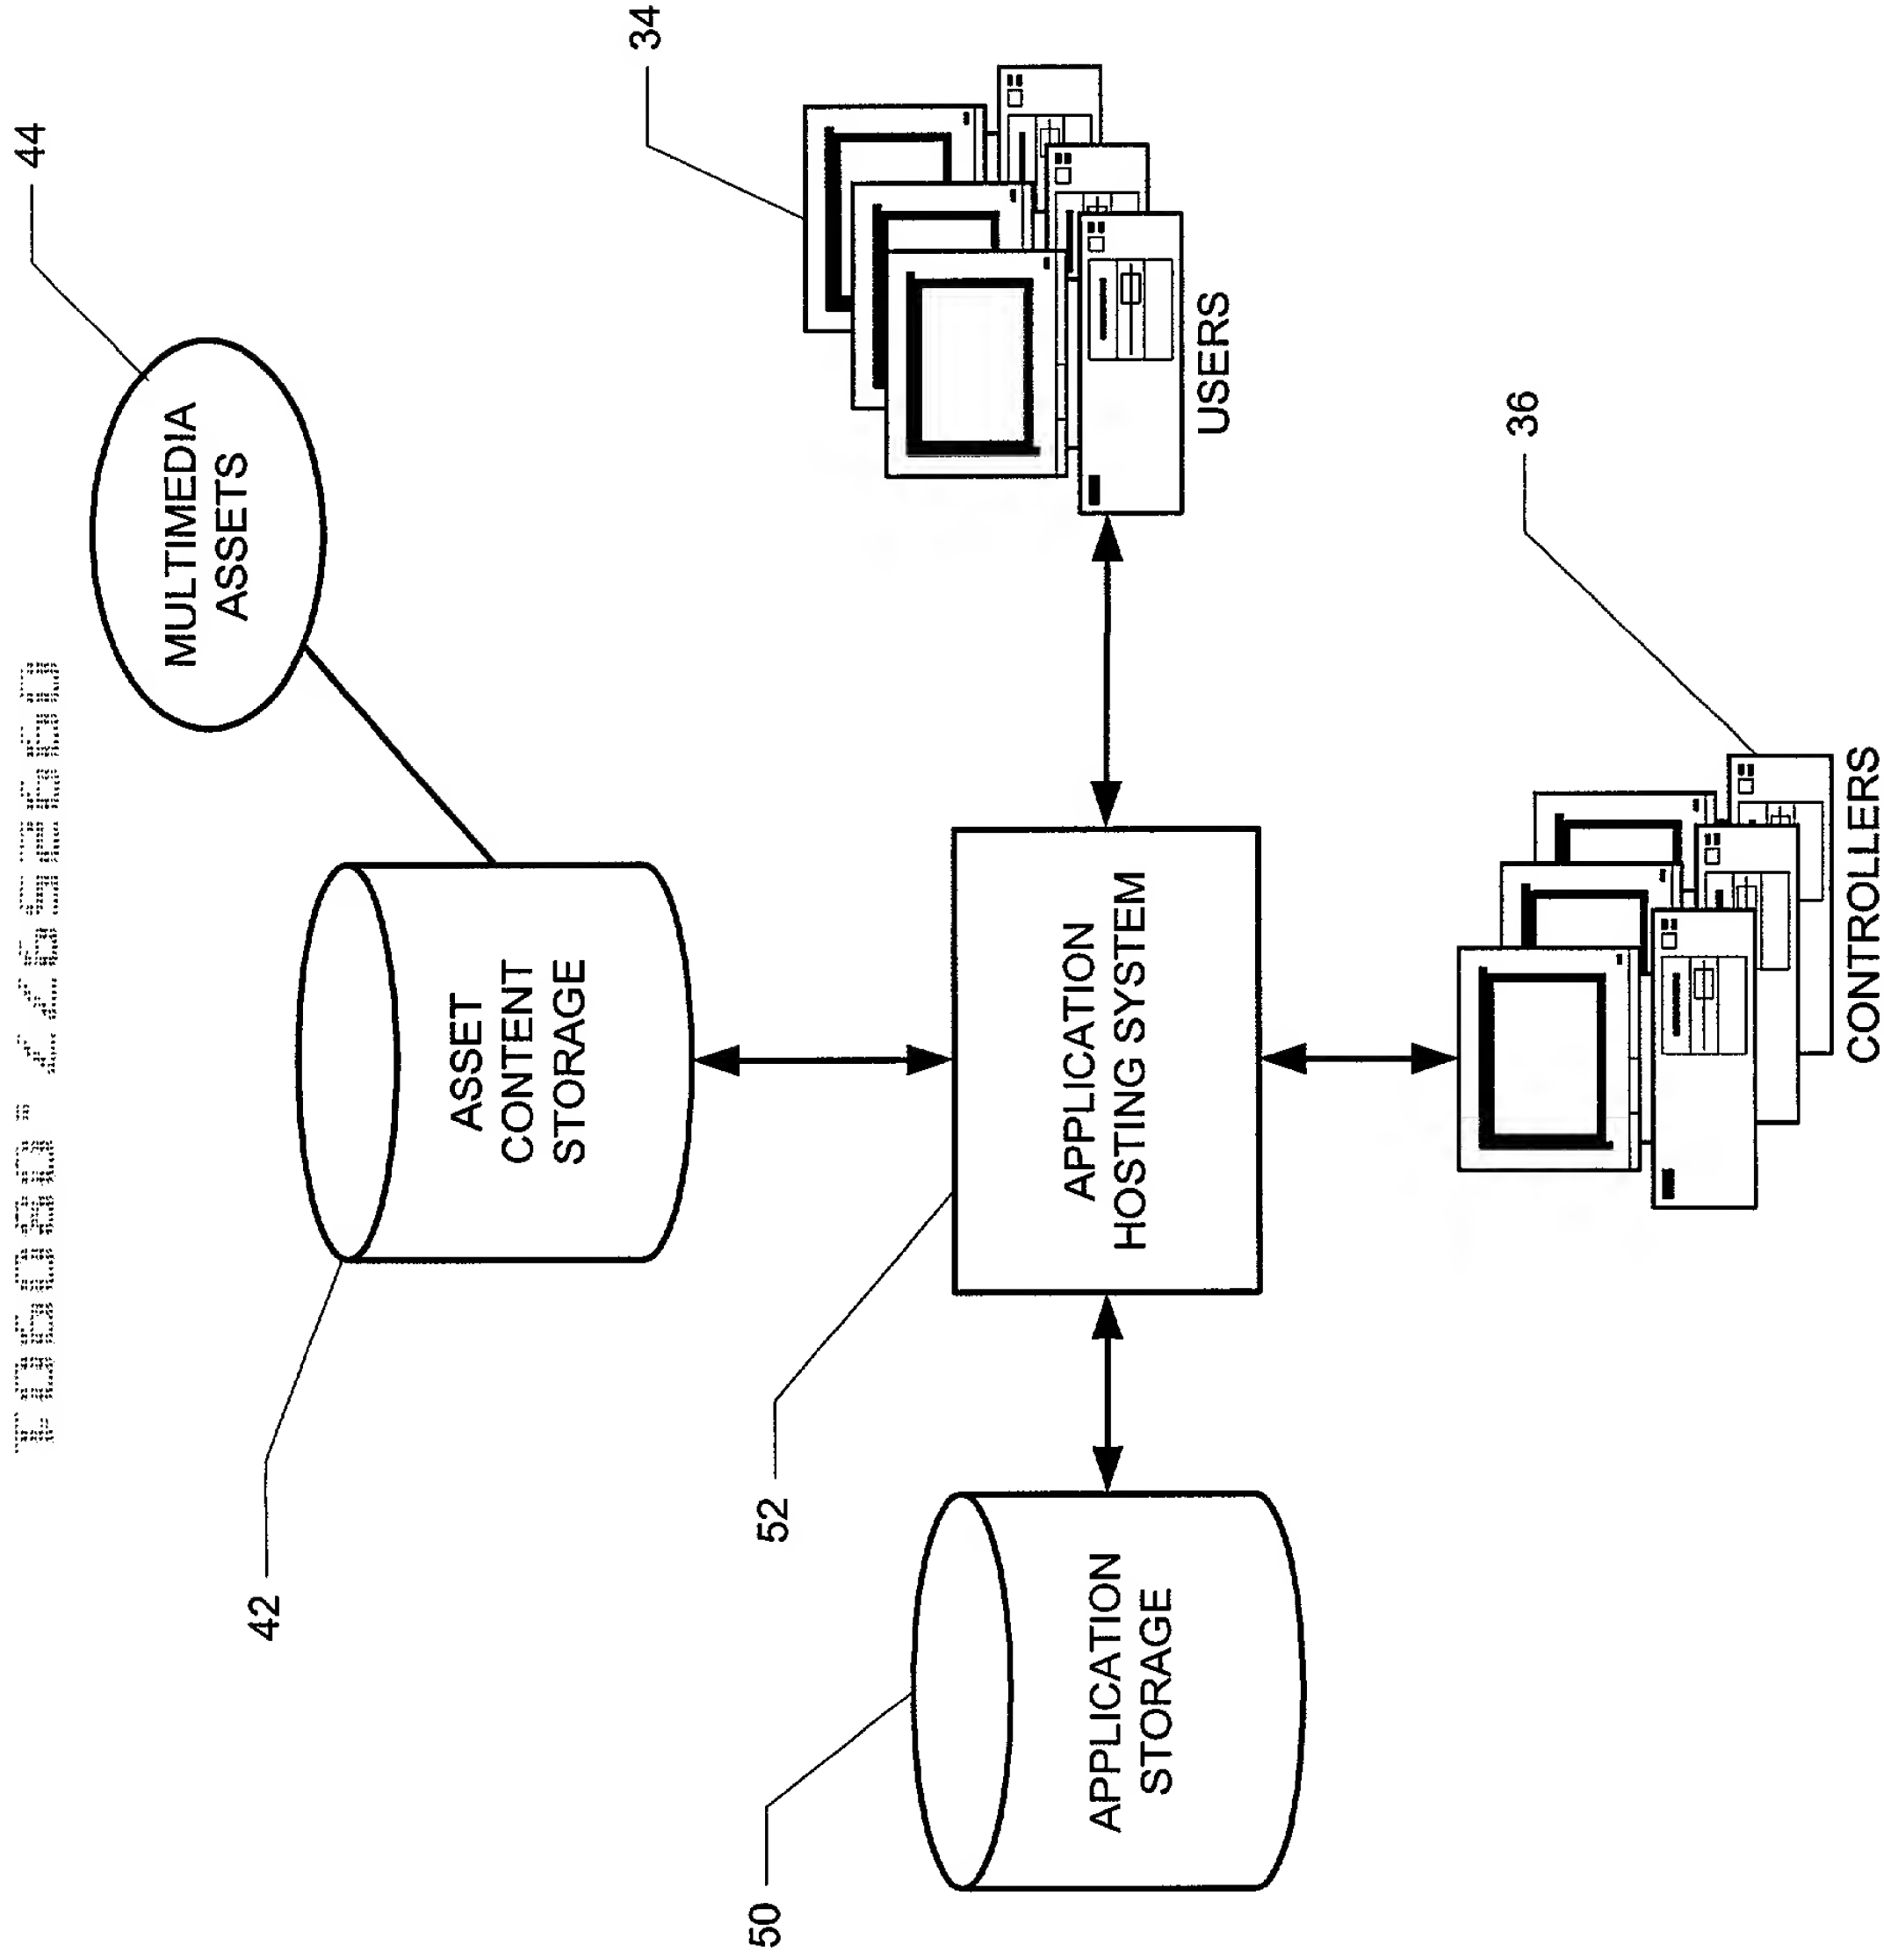 44
MULTIMEDIA
ASSETS
42
ASSET
CONTENT
STORAGE
34
50
52
APPLICATION
STORAGE
APPLICATION
HOSTING SYSTEM
USERS
36
CONTROLLERS